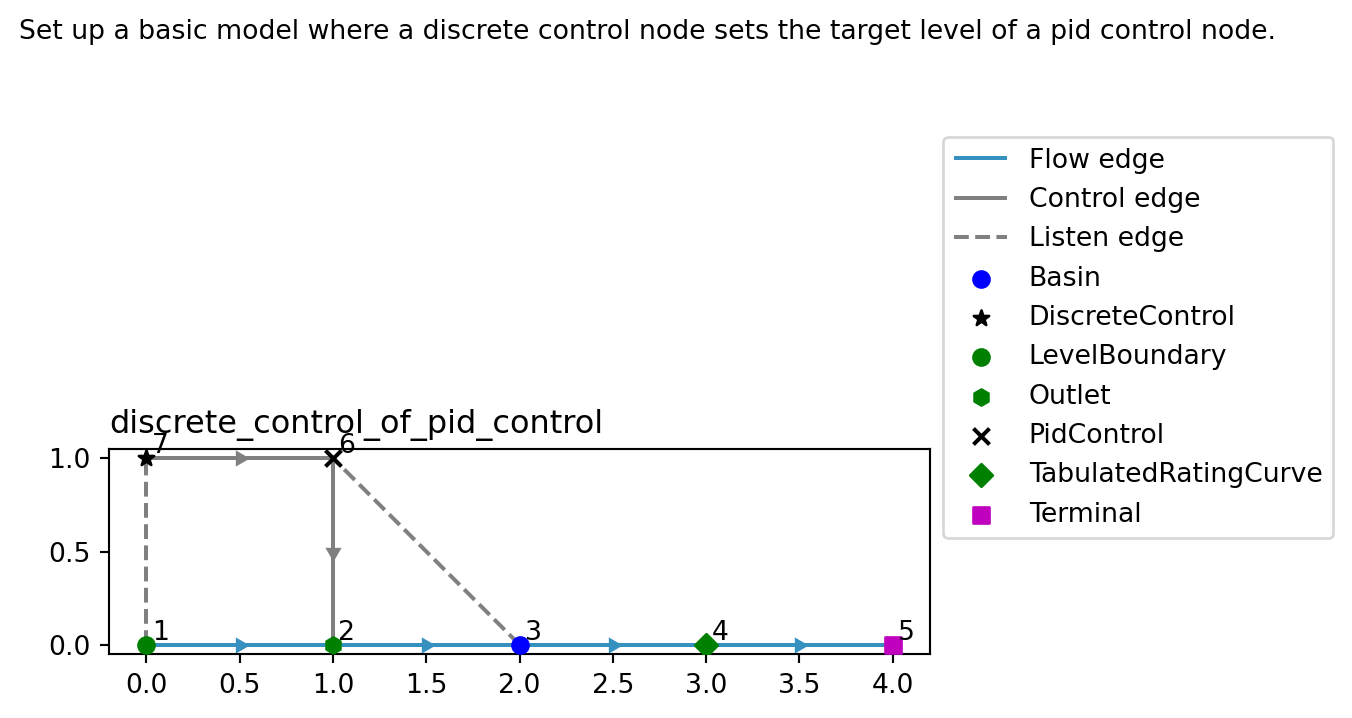 Set up a basic model where a discrete control node sets the target level of a pid control node.
Flow edge
Control edge
Listen edge
Basin
DiscreteControl
LevelBoundary
Outlet
PidControl
TabulatedRatingCurve
Terminal
discrete_control_of_pid_control
7 6
1.0
0.5
1 2 3 4 5
0.0
0.0 0.5 1.0 1.5 2.0 2.5 3.0 3.5 4.0